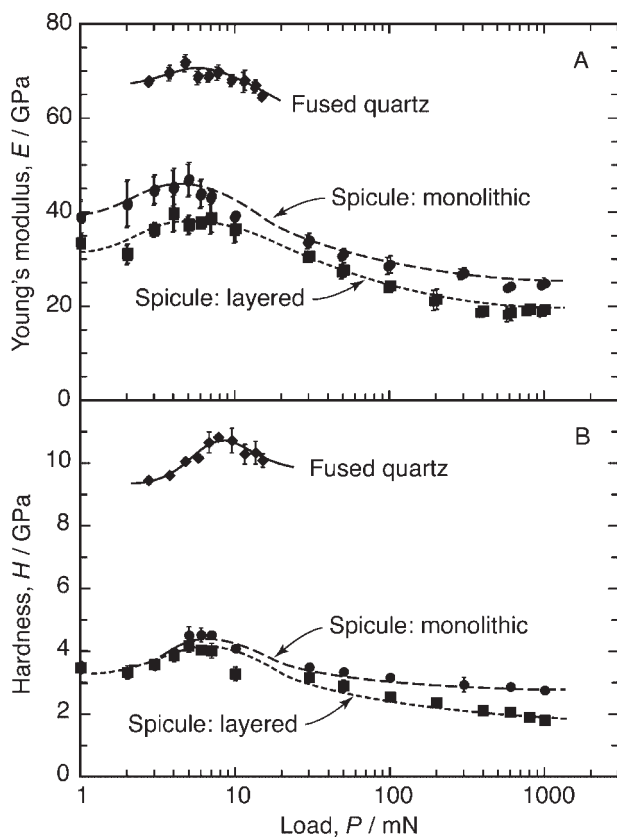 80
A
60
Fused quartz
40
Spicule: monolithic
Spicule: layered
20
0
Young's modulus, E / GPa
B
10
Fused quartz
8
6
4
Spicule: monolithic
2
Spicule: layered
0
Hardness, H / GPa
1 10 100 1000
Load, P / mN